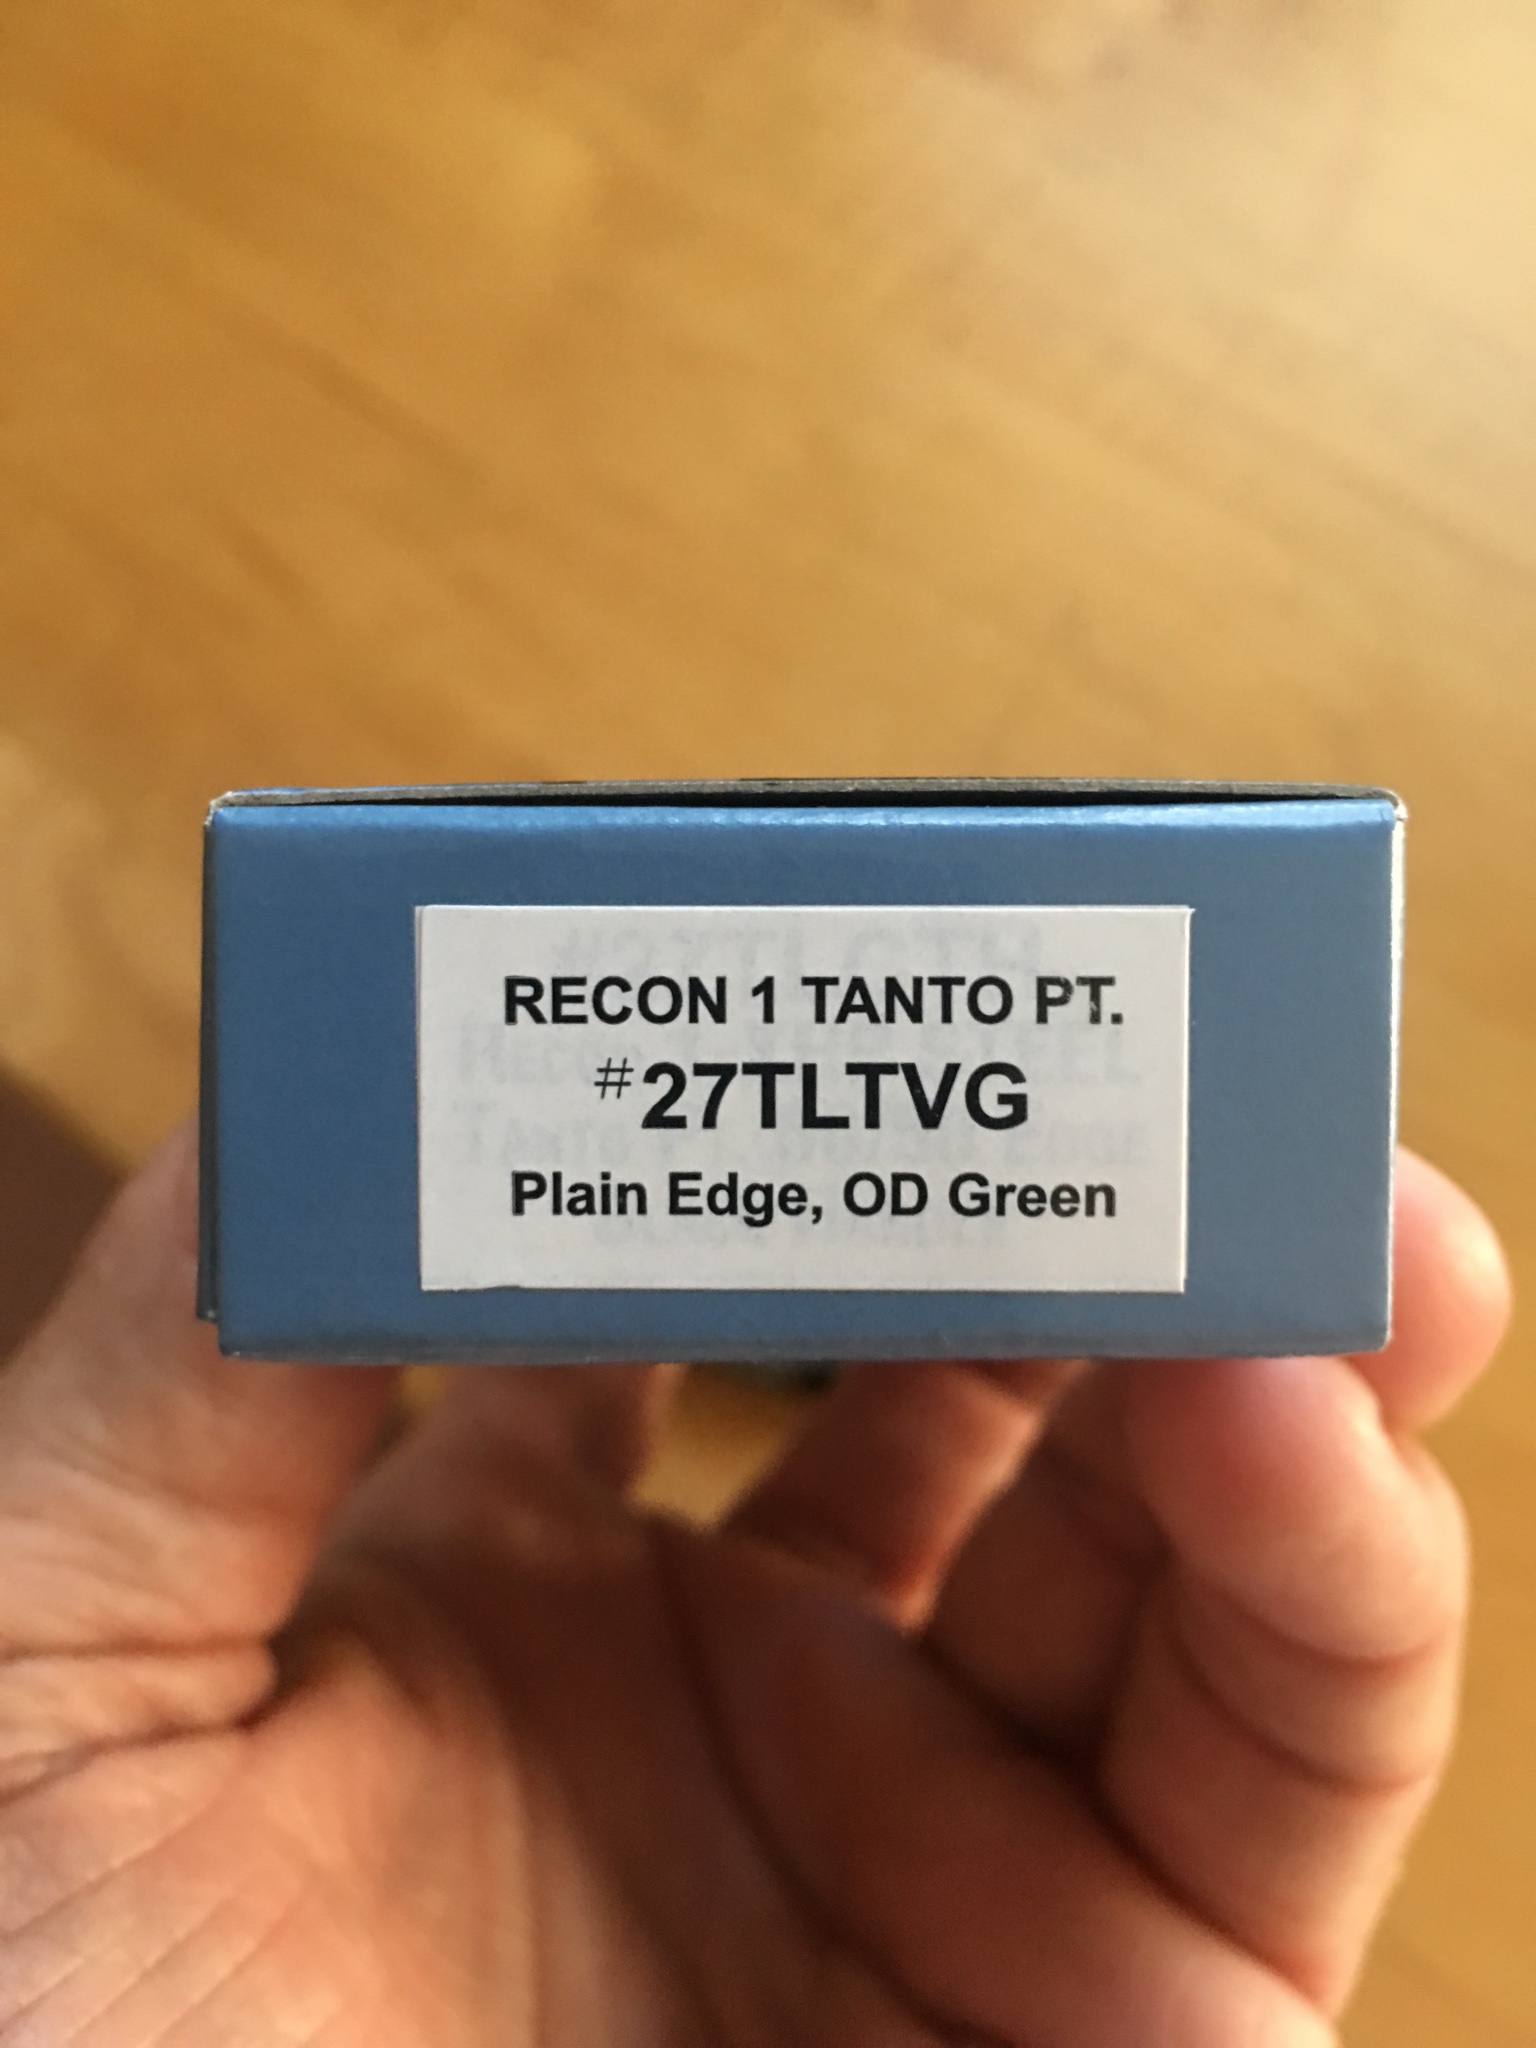 RECON 1 TANTO PT.
#27TLTVG
Plain Edge, OD Green